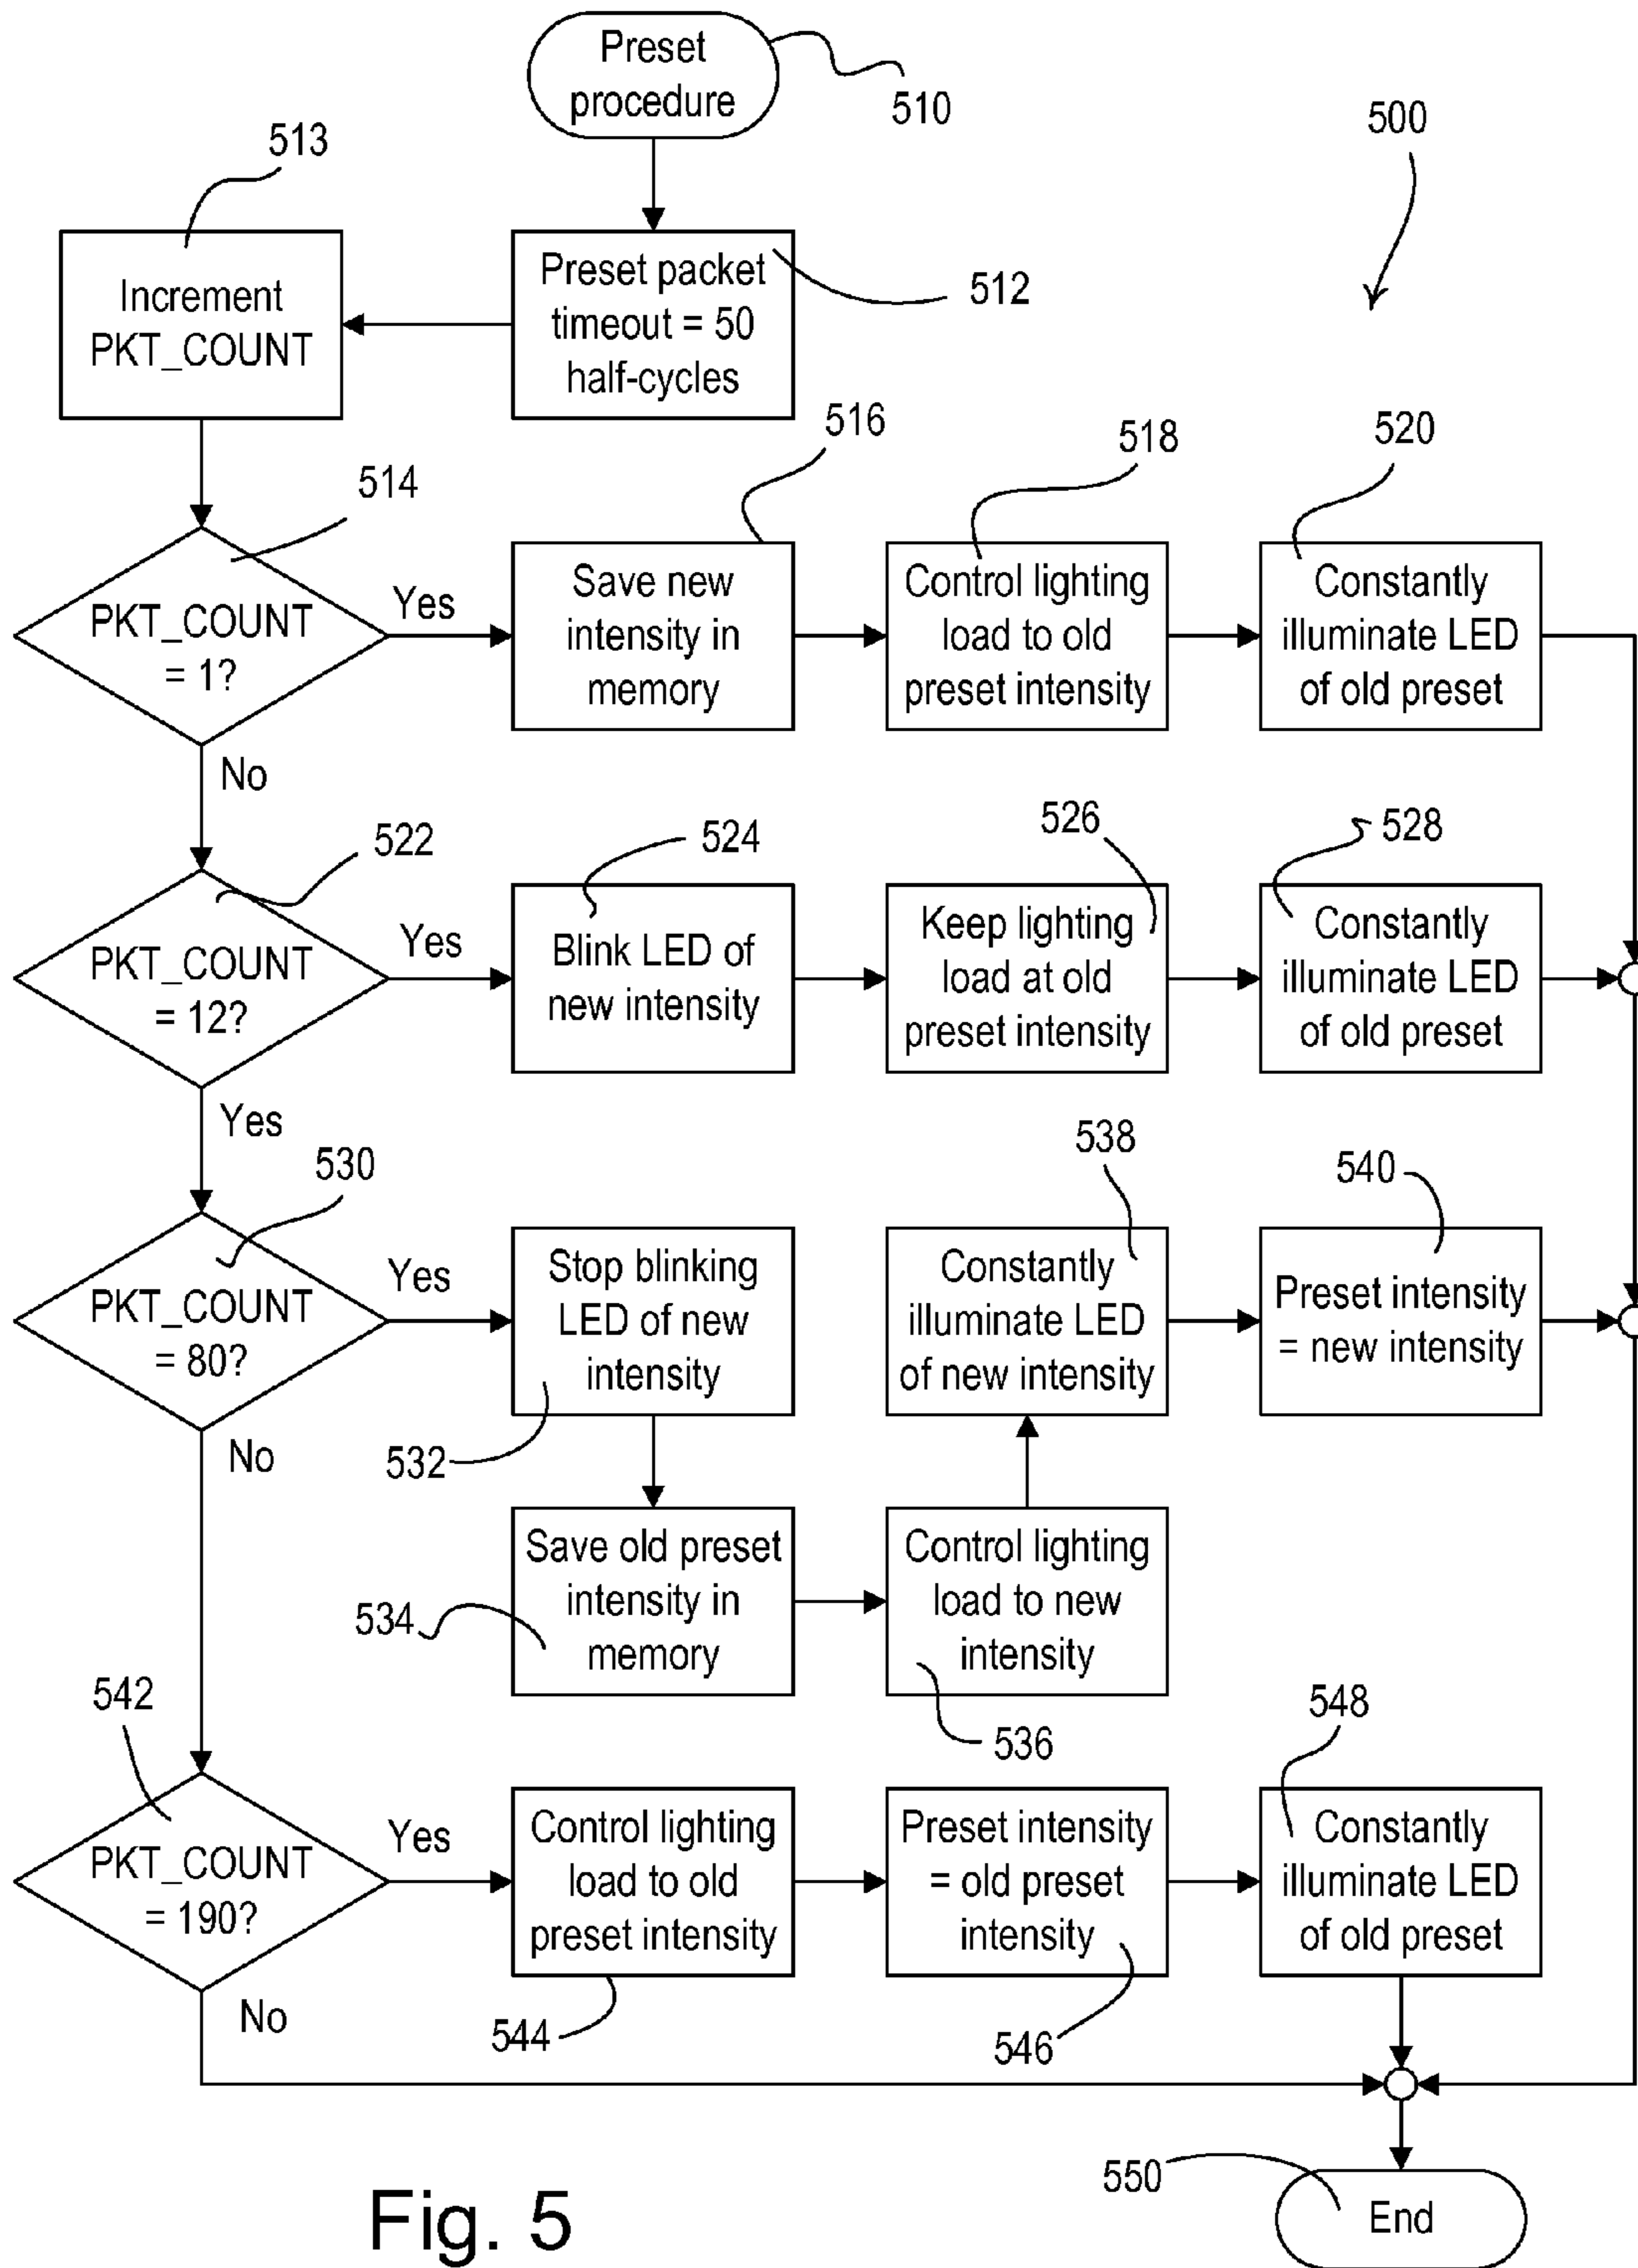 Preset
procedure
510
500
513
Increment
PKT_COUNT
Preset packet
timeout = 50
half-cycles
512
514
PKT_COUNT
= 1?
Yes
No
516
Save new
intensity in
memory
518
Control lighting
load to old
preset intensity
520
Constantly
illuminate LED
of old preset
522
PKT_COUNT
= 12?
Yes
Yes
524
Blink LED of
new intensity
526
Keep lighting
load at old
preset intensity
528
Constantly
illuminate LED
of old preset
530
PKT_COUNT
= 80?
Yes
No
Stop blinking
LED of new
intensity
532
538
Constantly
illuminate LED
of new intensity
540
Preset intensity
= new intensity
Save old preset
intensity in
memory
534
Control lighting
load to new
intensity
536
542
PKT_COUNT
= 190?
Yes
No
Control lighting
load to old
preset intensity
544
Preset intensity
= old preset
intensity
546
548
Constantly
illuminate LED
of old preset
550
End
Fig. 5